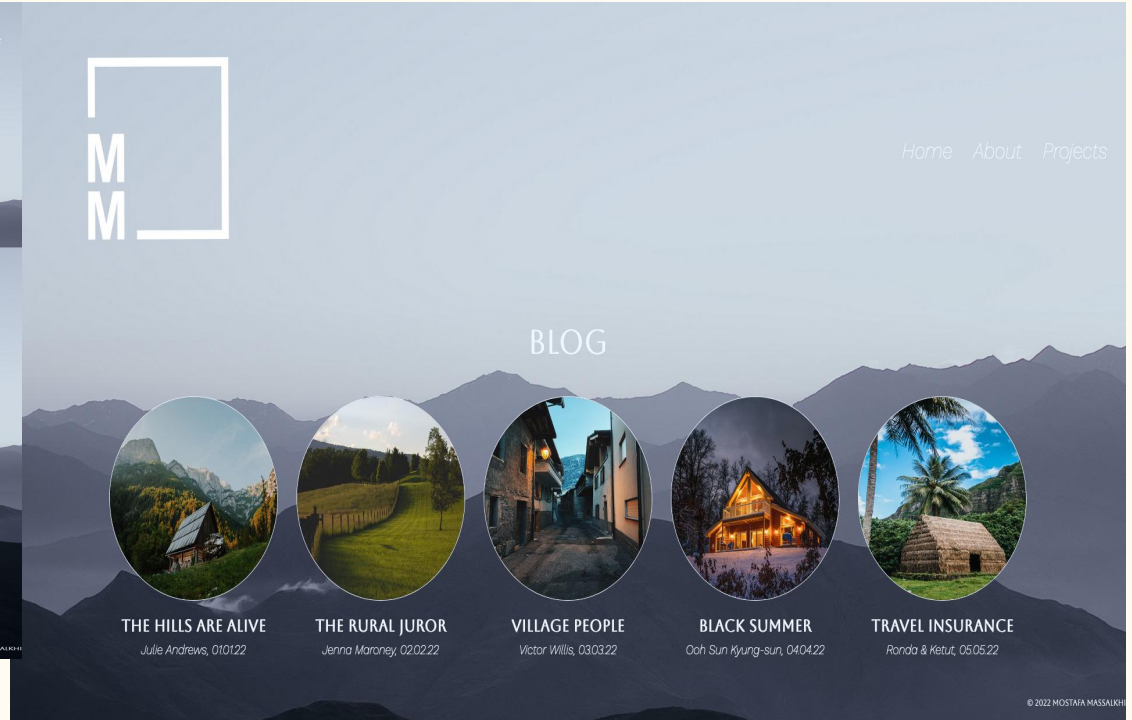 M
M
Home About Projects
BLOG
THE HILLS ARE ALIVE
Julie Andrews, 01.01.22
THE RURAL JUROR
Jenna Maroney, 02.02.22
VILLAGE PEOPLE
Victor Willis, 03.03.22
BLACK SUMMER
Ooh Sun Kyung-sun, 04.04.22
TRAVEL INSURANCE
Ronda & Ketut, 05.05.22
ALKHI
© 2022 MOSTAFA MASSALKHI